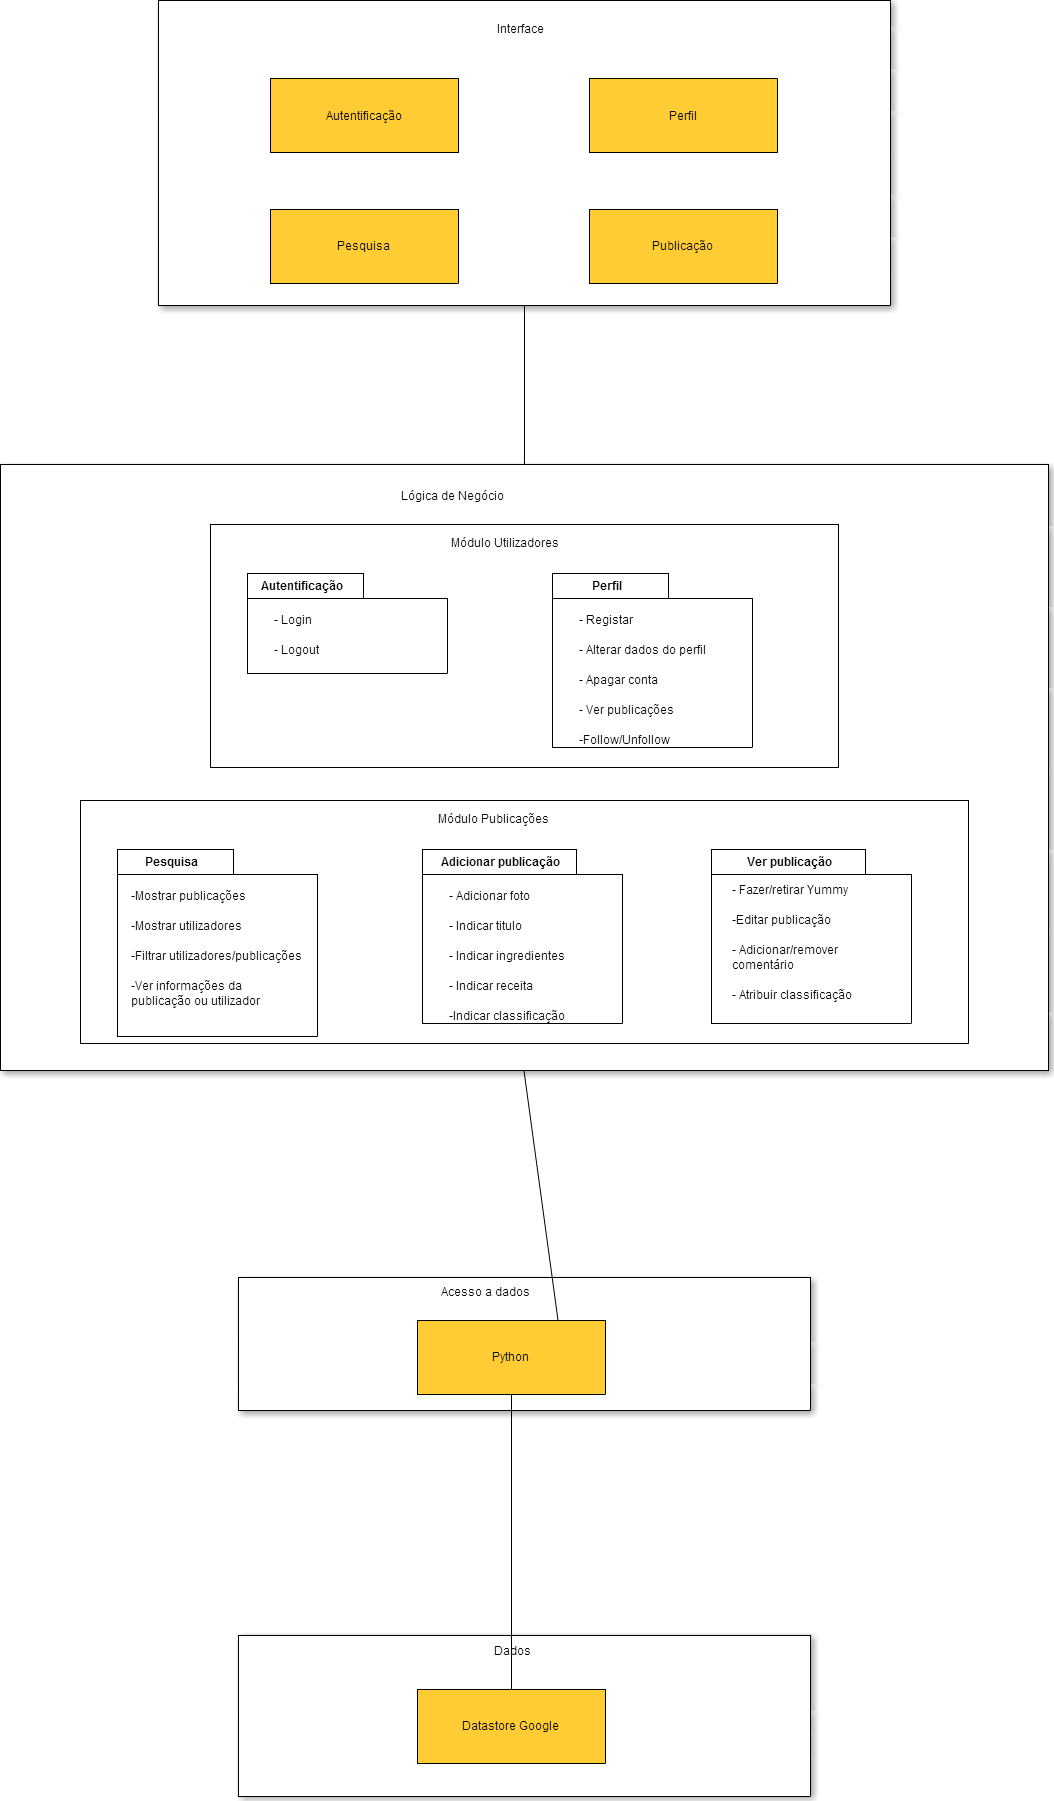 Interface
Autentificação
Perfil
Pesquisa
Publicação
Lógica de Negócio
Módulo Utilizadores
Autentificação
- Login
- Logout
Perfil
- Registar
- Alterar dados do perfil
- Apagar conta
- Ver publicações
-Follow/Unfollow
Módulo Publicações
Pesquisa
-Mostrar publicações
-Mostrar utilizadores
-Filtrar utilizadores/publicações
-Ver informações da
publicação ou utilizador
Adicionar publicação
- Adicionar foto
- Indicar titulo
- Indicar ingredientes
- Indicar receita
-Indicar classificação
Ver publicação
- Fazer/retirar Yummy
-Editar publicação
- Adicionar/remover
comentário
- Atribuir classificação
Acesso a dados
Python
Dados
Datastore Google